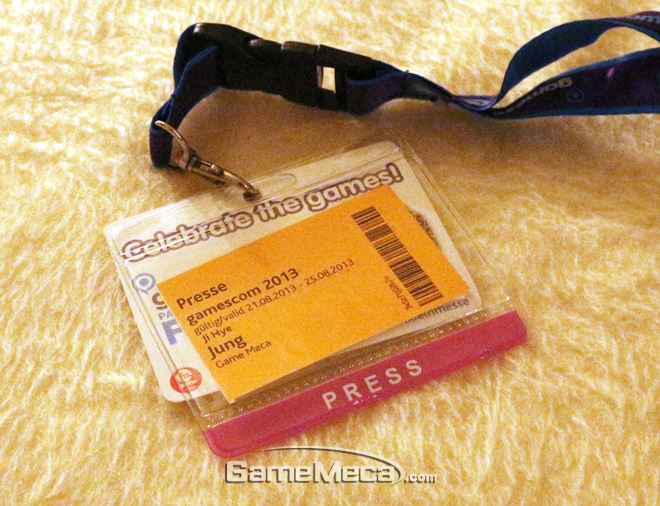 gam
Celebrate the games!
Presse
gamescom 2013
gültig/valid 21.08.2013 - 25.08.2013
Ji Hye
Jung
Game Meca
PRESS
GameMeca.com